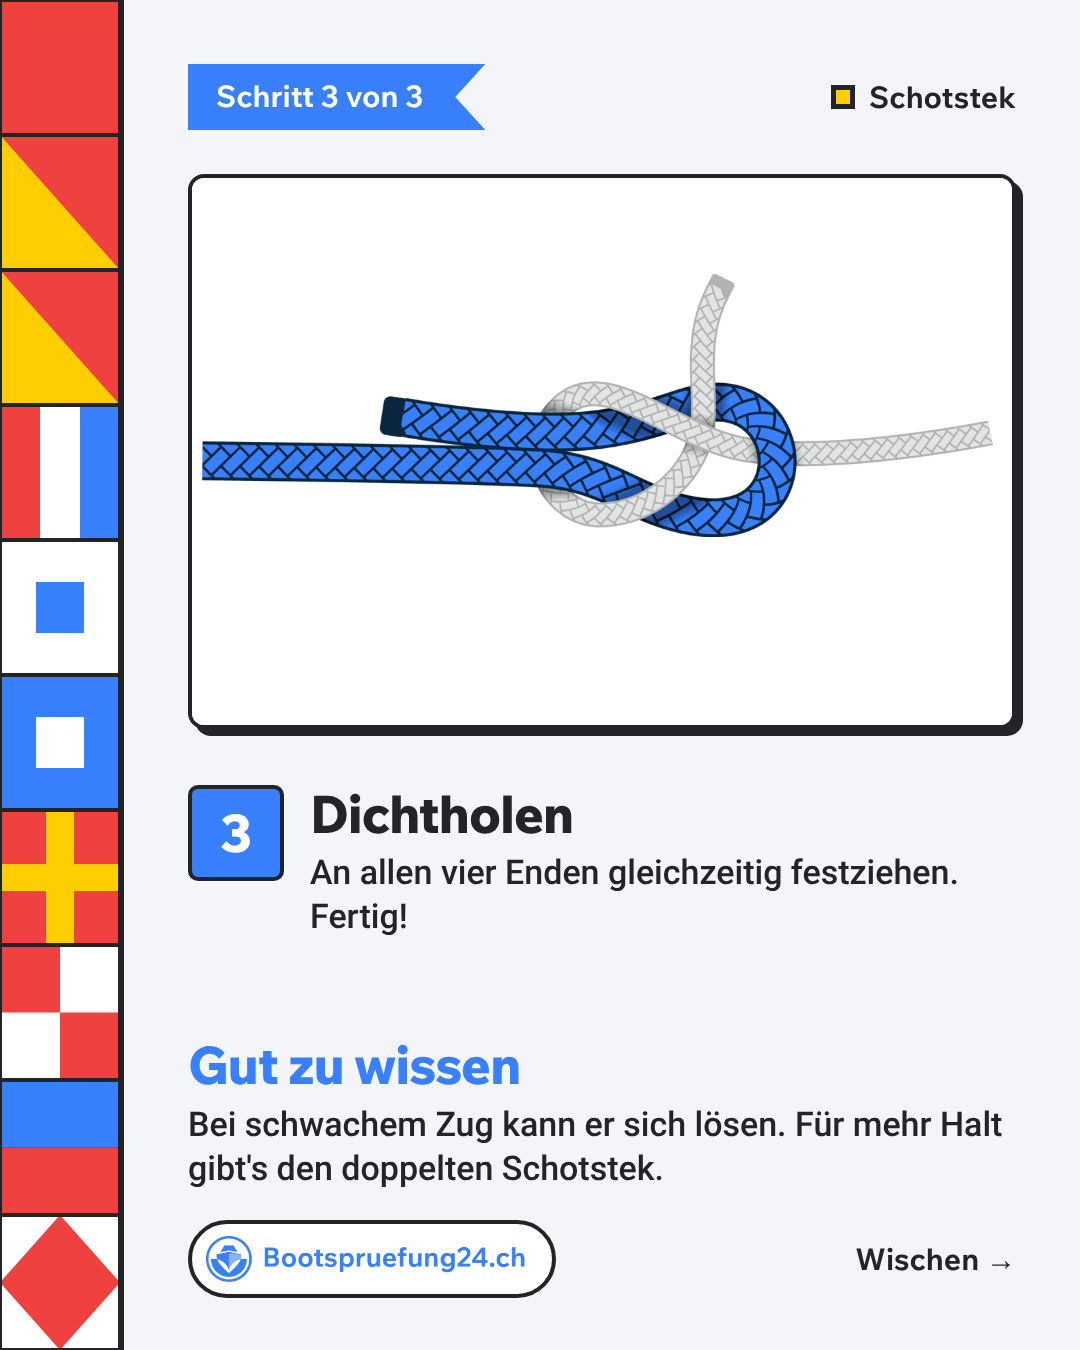 Schritt 3 von 3
Schotstek
3
Dichtholen
An allen vier Enden gleichzeitig festziehen.
Fertig!
Gut zu wissen
Bei schwachem Zug kann er sich lösen. Für mehr Halt
gibt's den doppelten Schotstek.
Bootspruefung24.ch
Wischen →